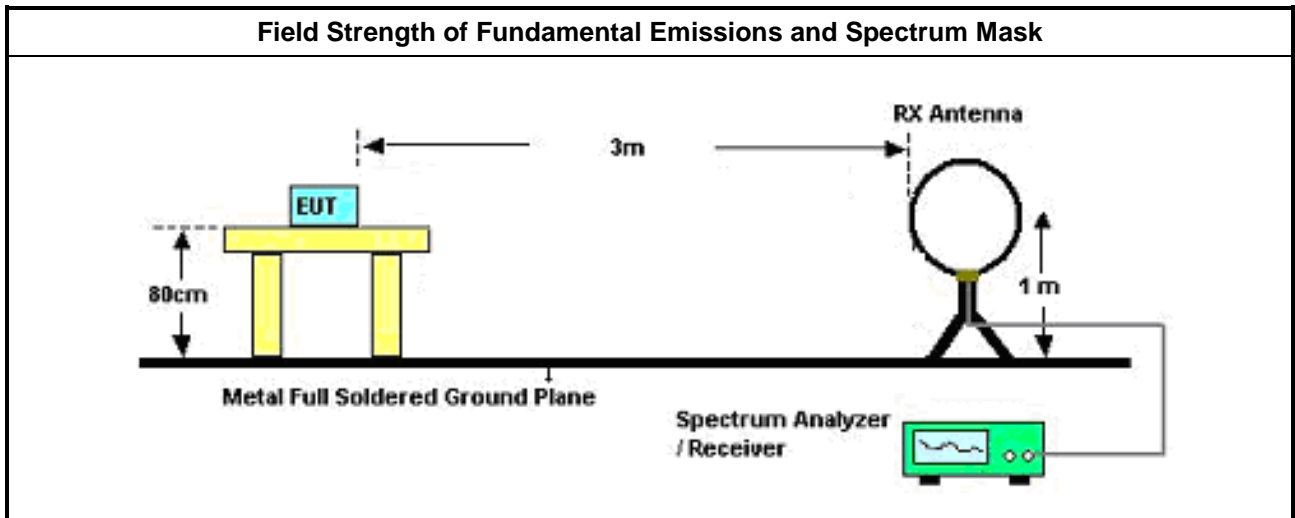 Field Strength of Fundamental Emissions and Spectrum Mask
RX Antenna
3m
EUT
80cm
1 m
Metal Full Soldered Ground Plane
Spectrum Analyzer
/ Receiver